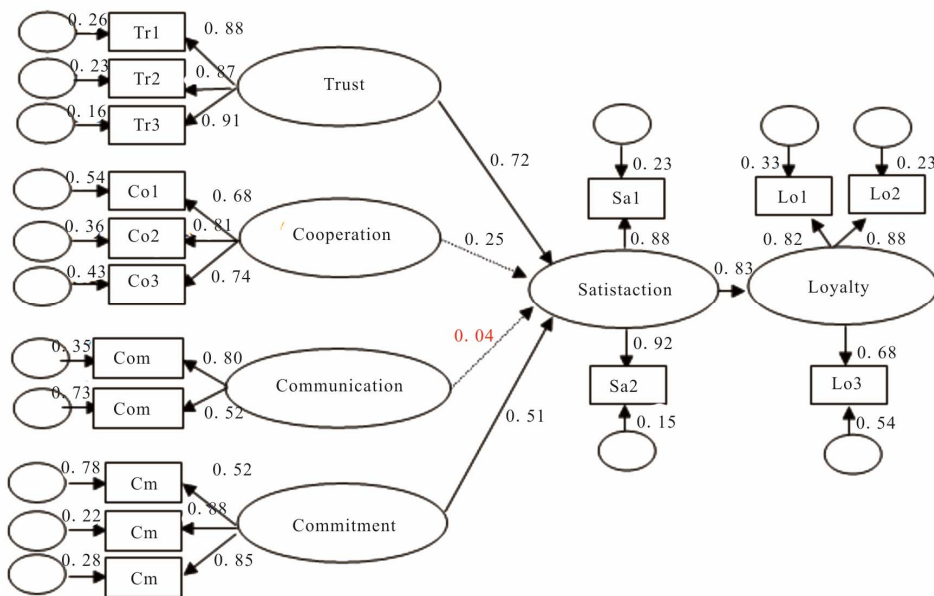 0. 26
Tr1
0. 88
0. 23
Tr2
0. 87
Trust
0. 16
Tr3
0. 91
0. 72
0. 23
0. 33
0. 23
0. 54
Co1
0. 68
Sa1
Lo1
Lo2
0. 36
Co2
0. 81
Cooperation
0. 25
0. 88
0. 82
0. 88
0. 43
Co3
0. 74
Satistaction
0. 83
Loyalty
0. 35
Com
0. 80
0. 04
0. 92
0. 68
Communication
Sa2
Lo3
0. 73
Com
0. 52
0. 51
0. 15
0. 54
0. 78
Cm
0. 52
0. 22
Cm
0. 88
Commitment
0. 28
Cm
0. 85